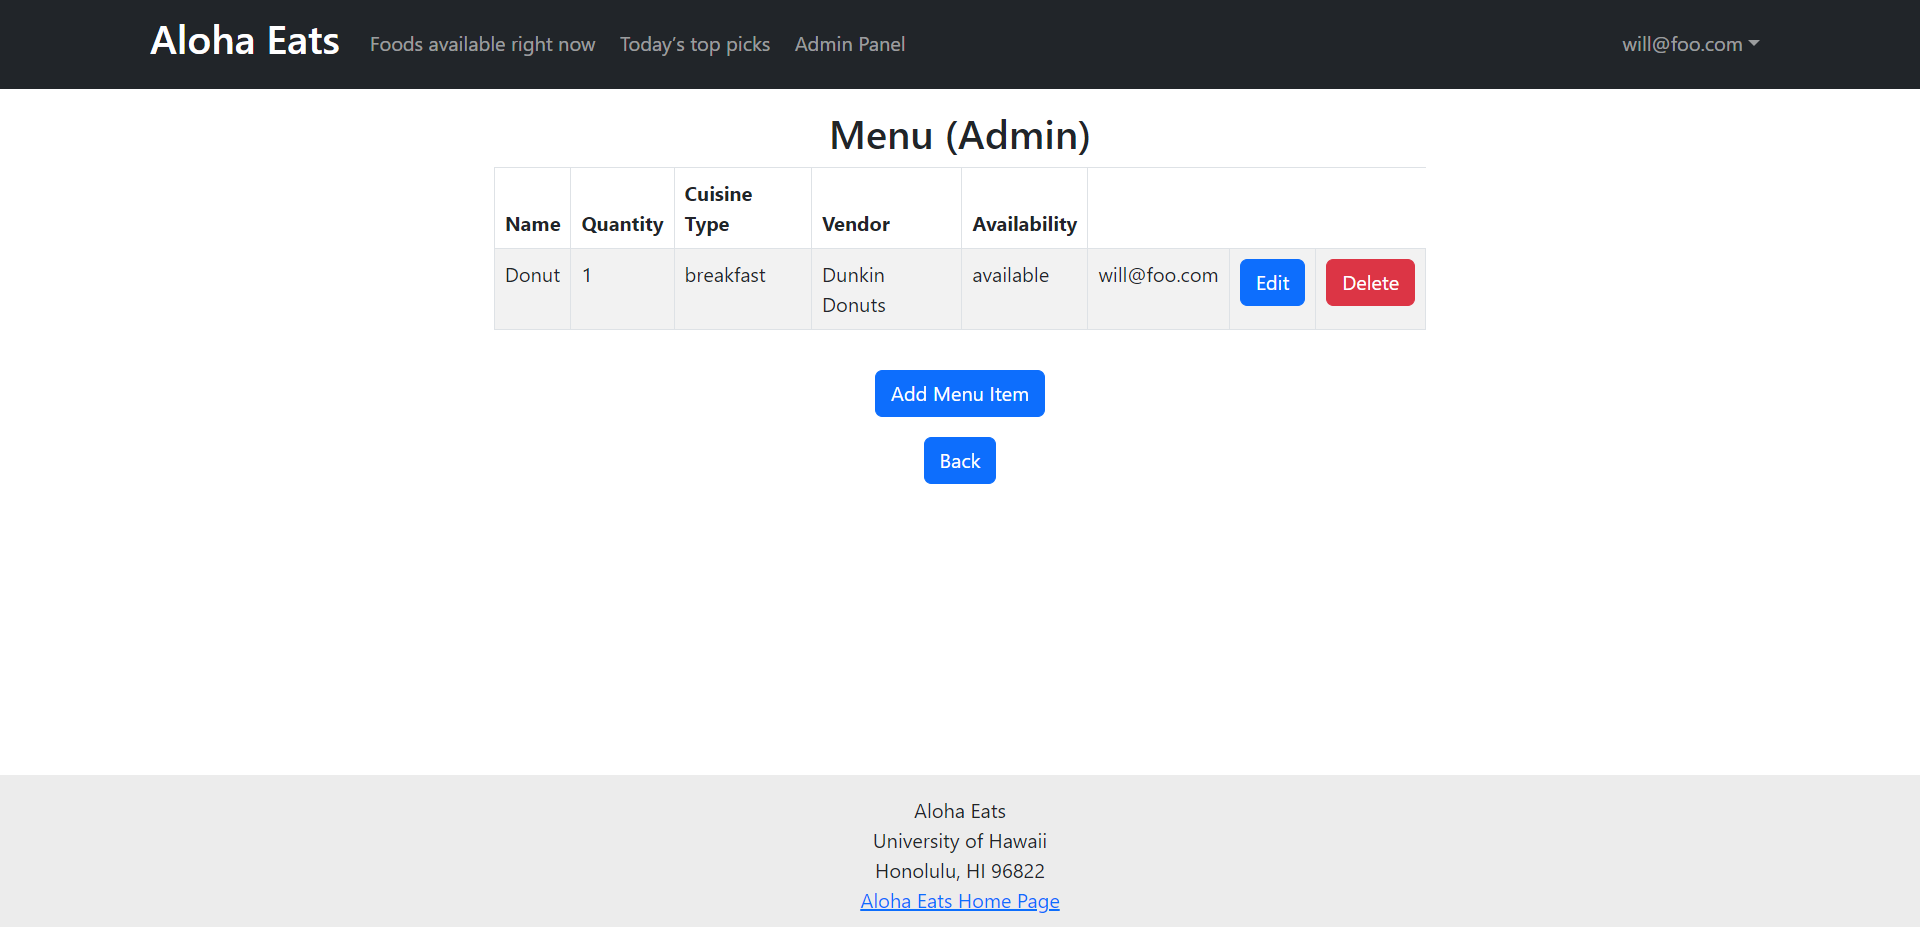 Aloha Eats Foods available right now Today's top picks Admin Panel will@foo.com
Menu (Admin)
Name Quantity Cuisine Type Vendor Availability
Donut 1 breakfast Dunkin Donuts available will@foo.com Edit Delete
Add Menu Item
Back
Aloha Eats
University of Hawaii
Honolulu, HI 96822
Aloha Eats Home Page